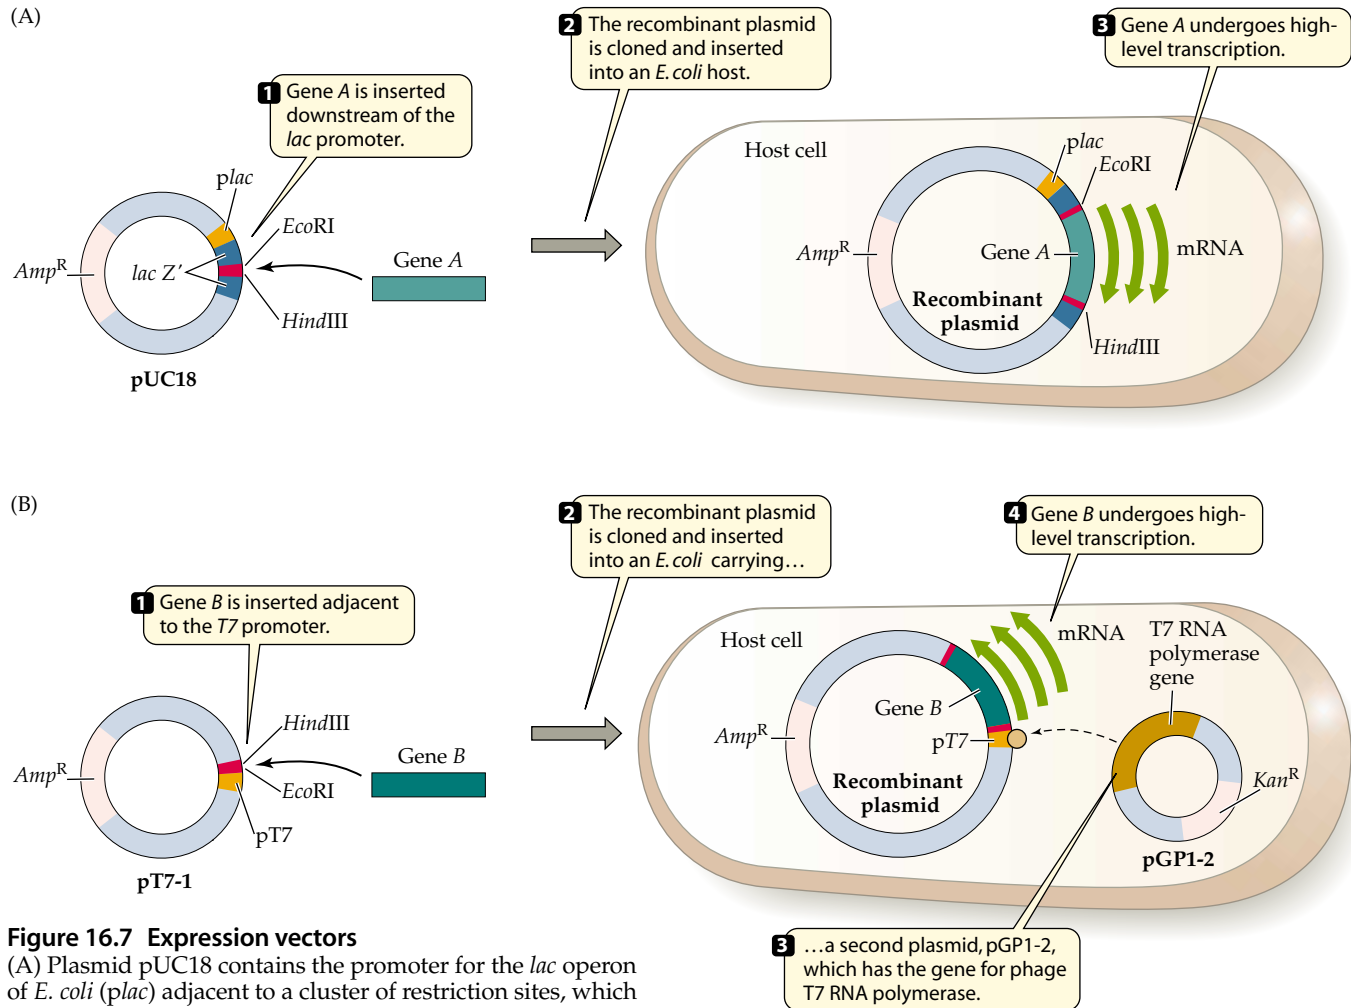 (A)
1 Gene A is inserted
downstream of the
lac promoter.
2 The recombinant plasmid
is cloned and inserted
into an E. coli host.
3 Gene A undergoes high-
level transcription.
plac
EcoRI
AmpR
lac Z′
HindIII
pUC18
Gene A
Host cell
plac
EcoRI
AmpR
Gene A
mRNA
Recombinant
plasmid
HindIII
(B)
1 Gene B is inserted adjacent
to the T7 promoter.
2 The recombinant plasmid
is cloned and inserted
into an E. coli carrying…
4 Gene B undergoes high-
level transcription.
HindIII
AmpR
EcoRI
pT7
pT7-1
Gene B
Host cell
mRNA
T7 RNA
polymerase
gene
Gene B
AmpR
pT7
Recombinant
plasmid
KanR
pGP1-2
3 …a second plasmid, pGP1-2,
which has the gene for phage
T7 RNA polymerase.
Figure 16.7 Expression vectors
(A) Plasmid pUC18 contains the promoter for the lac operon
of E. coli (plac) adjacent to a cluster of restriction sites, which